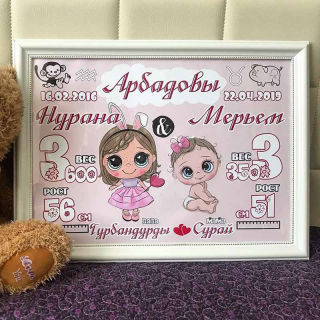 Арбадовы
16.02.2016 22.04.2019
Нурана & Мерьем
3 ВЕС 600 ВЕС 350 3
РОСТ РОСТ
56 СМ СМ 51
папа мама
Гурбандурды Сурай
Love